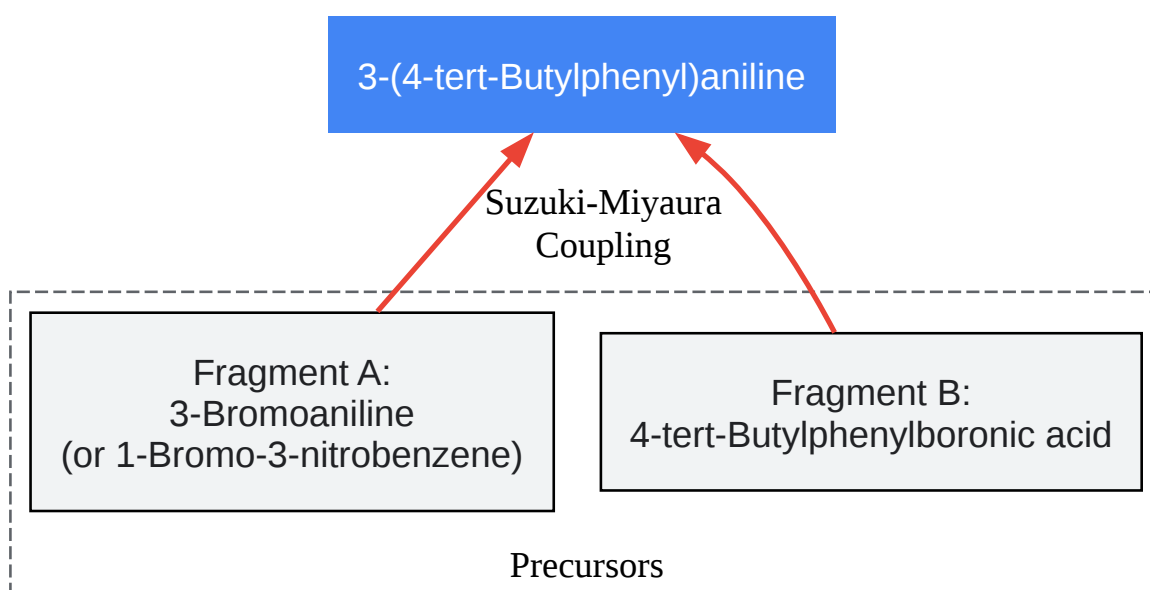 3-(4-tert-Butylphenyl)aniline
Suzuki-Miyaura
Coupling
Fragment A:
3-Bromoaniline
(or 1-Bromo-3-nitrobenzene)
Fragment B:
4-tert-Butylphenylboronic acid
Precursors